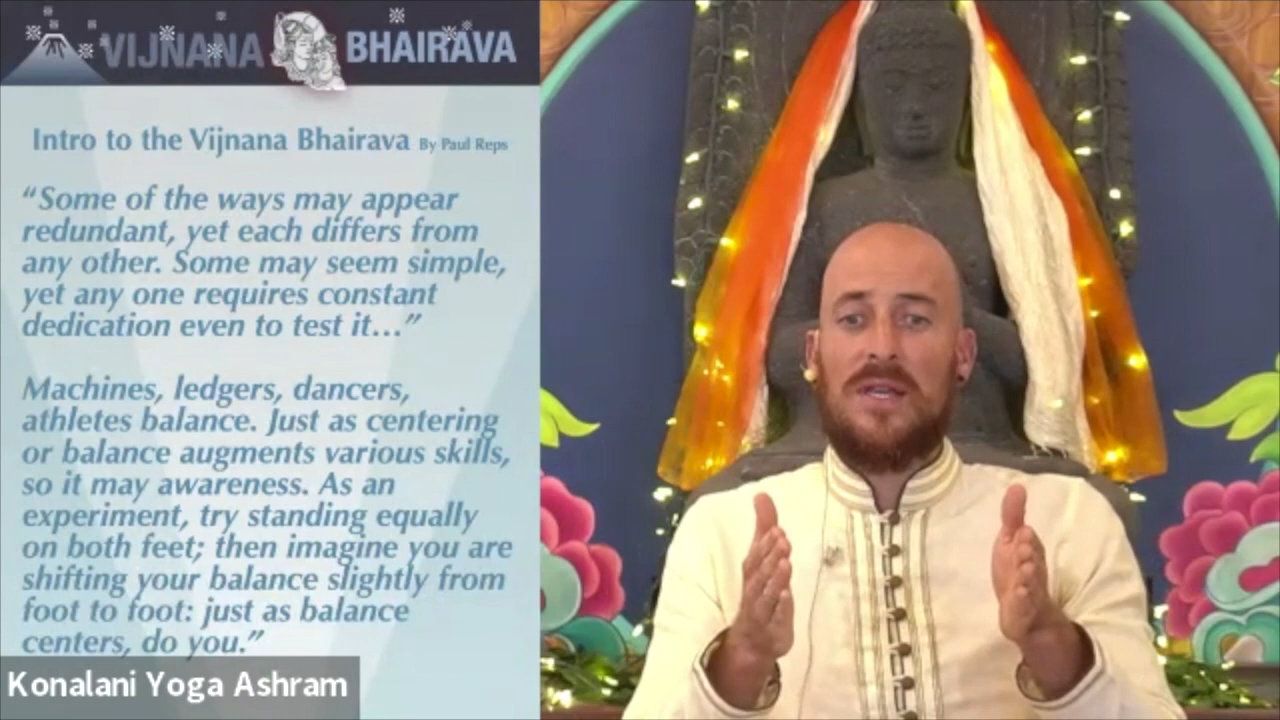 VIJNANA BHAIRAVA
Intro to the Vijnana Bhairava By Paul Reps
“Some of the ways may appear
redundant, yet each differs from
any other. Some may seem simple,
yet any one requires constant
dedication even to test it…”
Machines, ledgers, dancers,
athletes balance. Just as centering
or balance augments various skills,
so it may awareness. As an
experiment, try standing equally
on both feet; then imagine you are
shifting your balance slightly from
foot to foot: just as balance
centers, do you.”
Konalani Yoga Ashram